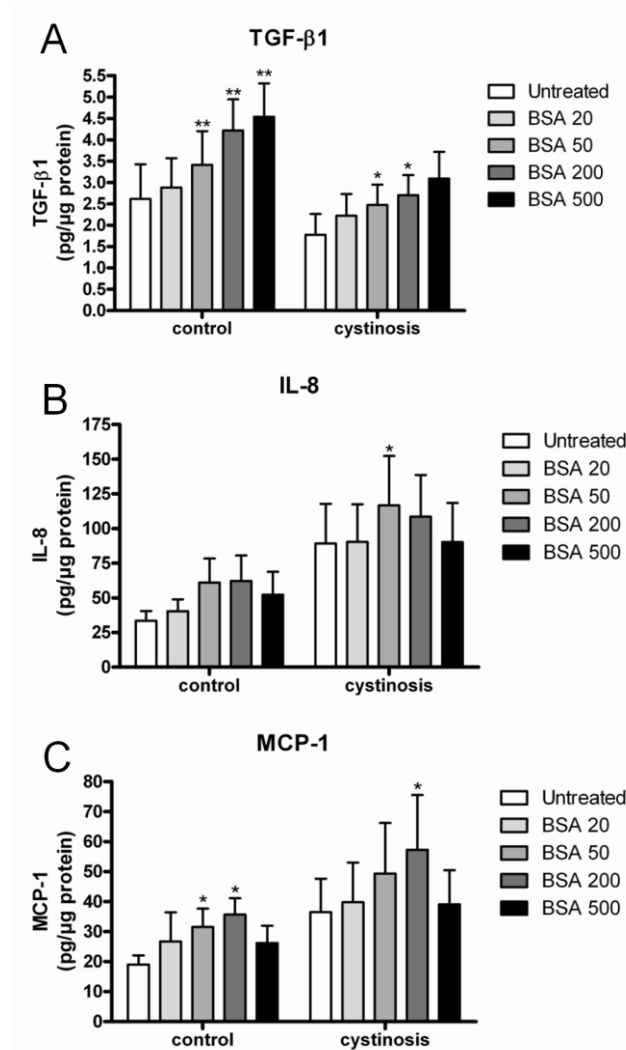 A
TGF-β1
TGF-β1
(pg/µg protein)
5.5
5.0
4.5
4.0
3.5
3.0
2.5
2.0
1.5
1.0
0.5
0.0
**
**
**
*
*
control
cystinosis
Untreated
BSA 20
BSA 50
BSA 200
BSA 500
B
IL-8
IL-8
(pg/µg protein)
175
150
125
100
75
50
25
0
*
control
cystinosis
Untreated
BSA 20
BSA 50
BSA 200
BSA 500
C
MCP-1
MCP-1
(pg/µg protein)
80
70
60
50
40
30
20
10
0
*
*
*
control
cystinosis
Untreated
BSA 20
BSA 50
BSA 200
BSA 500